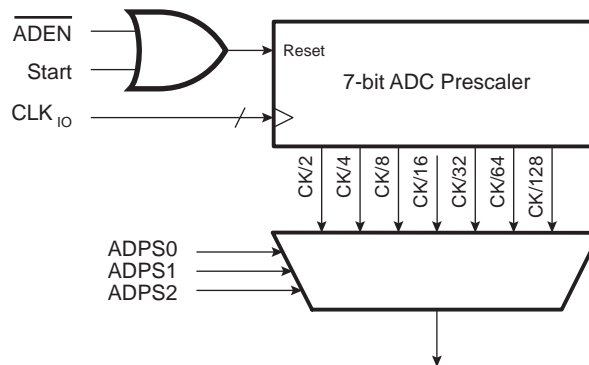 ADEN
Start
CLK IO
Reset
7-bit ADC Prescaler
CK/2
CK/4
CK/8
CK/16
CK/32
CK/64
CK/128
ADPS0
ADPS1
ADPS2